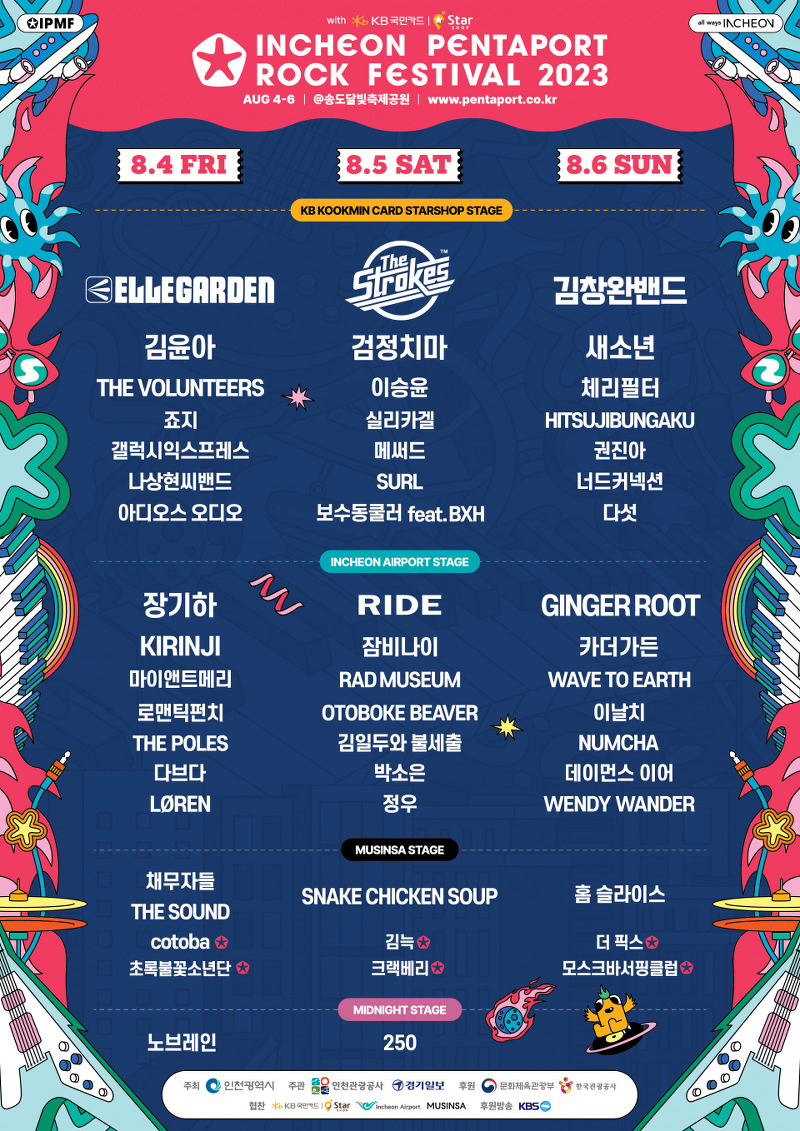 IPMF
with KB국민카드 | Star SHOP
all ways INCHEON
INCHEON PENTAPORT
ROCK FESTIVAL 2023
AUG 4-6 | @송도달빛축제공원 | www.pentaport.co.kr
8.4 FRI
8.5 SAT
8.6 SUN
KB KOOKMIN CARD STARSHOP STAGE
ELLEGARDEN
The Strokes™
김창완밴드
김윤아
검정치마
새소년
THE VOLUNTEERS
이승윤
체리필터
죠지
실리카겔
HITSUJIBUNGAKU
갤럭시익스프레스
메써드
권진아
나상현씨밴드
SURL
너드커넥션
아디오스 오디오
보수동쿨러 feat.BXH
다섯
INCHEON AIRPORT STAGE
장기하
RIDE
GINGER ROOT
KIRINJI
잠비나이
카더가든
마이앤트메리
RAD MUSEUM
WAVE TO EARTH
로맨틱펀치
OTOBOKE BEAVER
이날치
THE POLES
김일두와 불세출
NUMCHA
다브다
박소은
데이먼스 이어
LØREN
정우
WENDY WANDER
MUSINSA STAGE
채무자들
SNAKE CHICKEN SOUP
홈 슬라이스
THE SOUND
cotoba
김늑
더 픽스
초록불꽃소년단
크랙베리
모스크바서핑클럽
MIDNIGHT STAGE
노브레인
250
주최 인천광역시 주관 인천관광공사 경기일보 후원 문화체육관광부 한국관광공사
협찬 KB국민카드 | Star SHOP Incheon Airport MUSINSA 후원방송 KBS